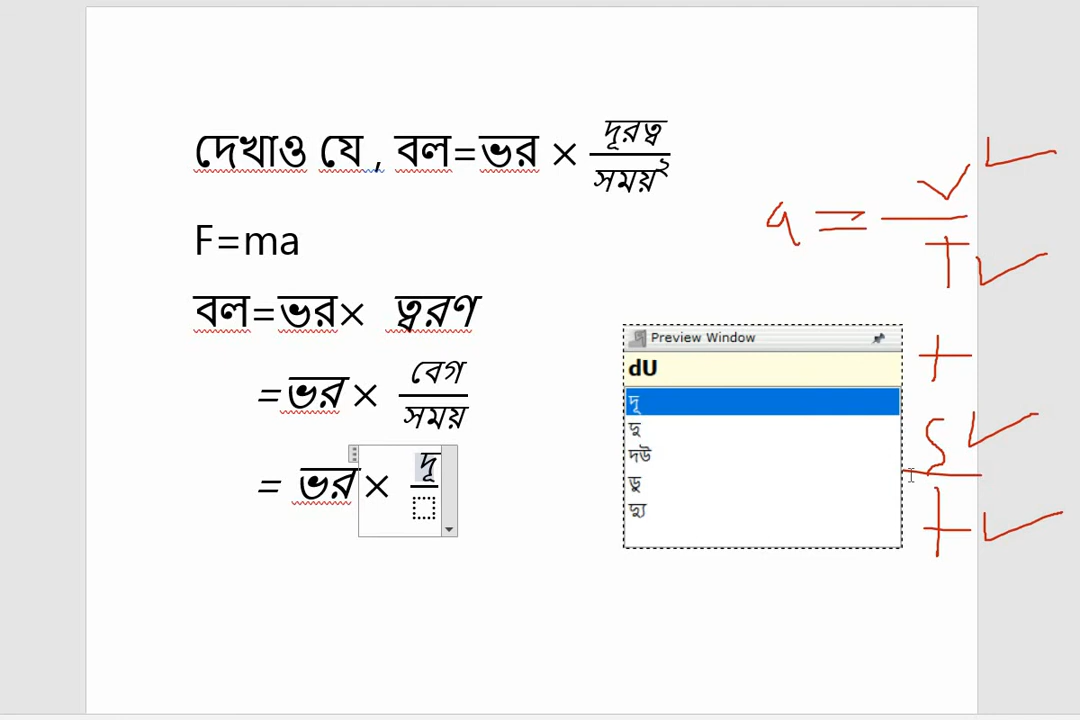 দেখাও যে , বল=ভর × দূরত্ব/সময়²
F=ma
বল=ভর× ত্বরণ
=ভর × বেগ/সময়
= ভর × দূ
Preview Window
dU
দূ
দু
দউ
ডু
দ্যু
a = v/T
+
s/t